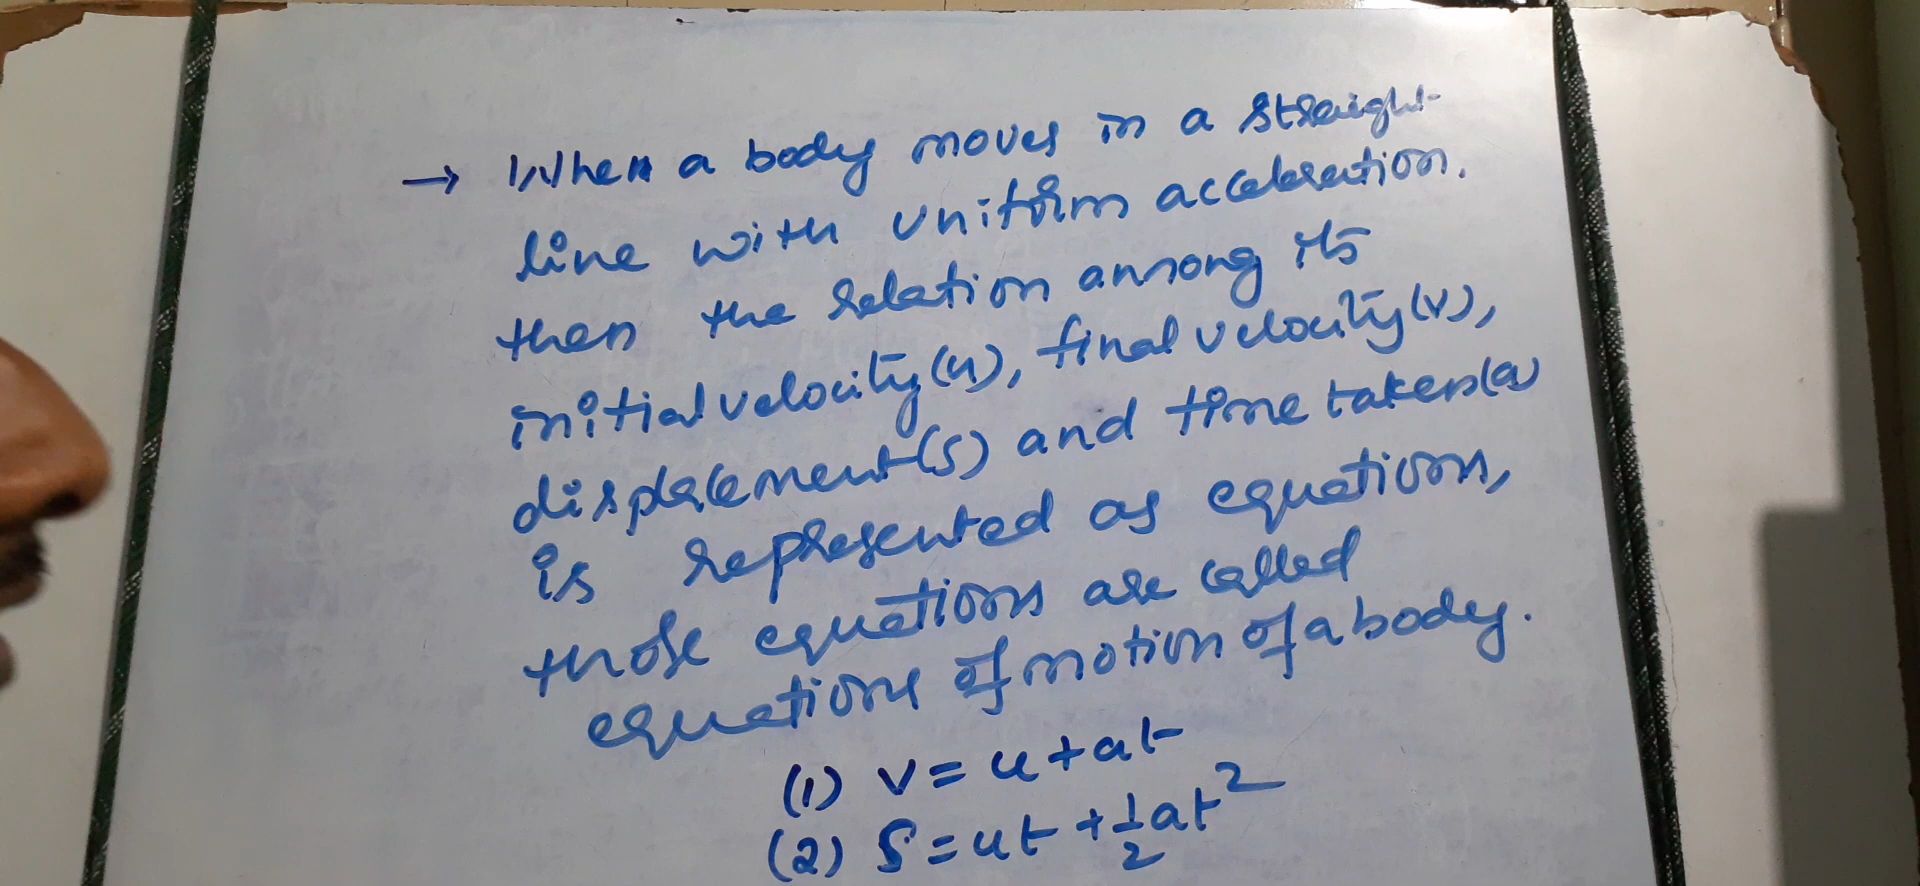 → When a body moves in a straight
line with uniform acceleration.
then the relation among its
initial velocity(u), final velocity(v),
displacement(s) and time taken(a)
is represented as equations,
those equations are called
equations of motion of a body.
(1) v = u + at
(2) S = ut + 1/2 at²